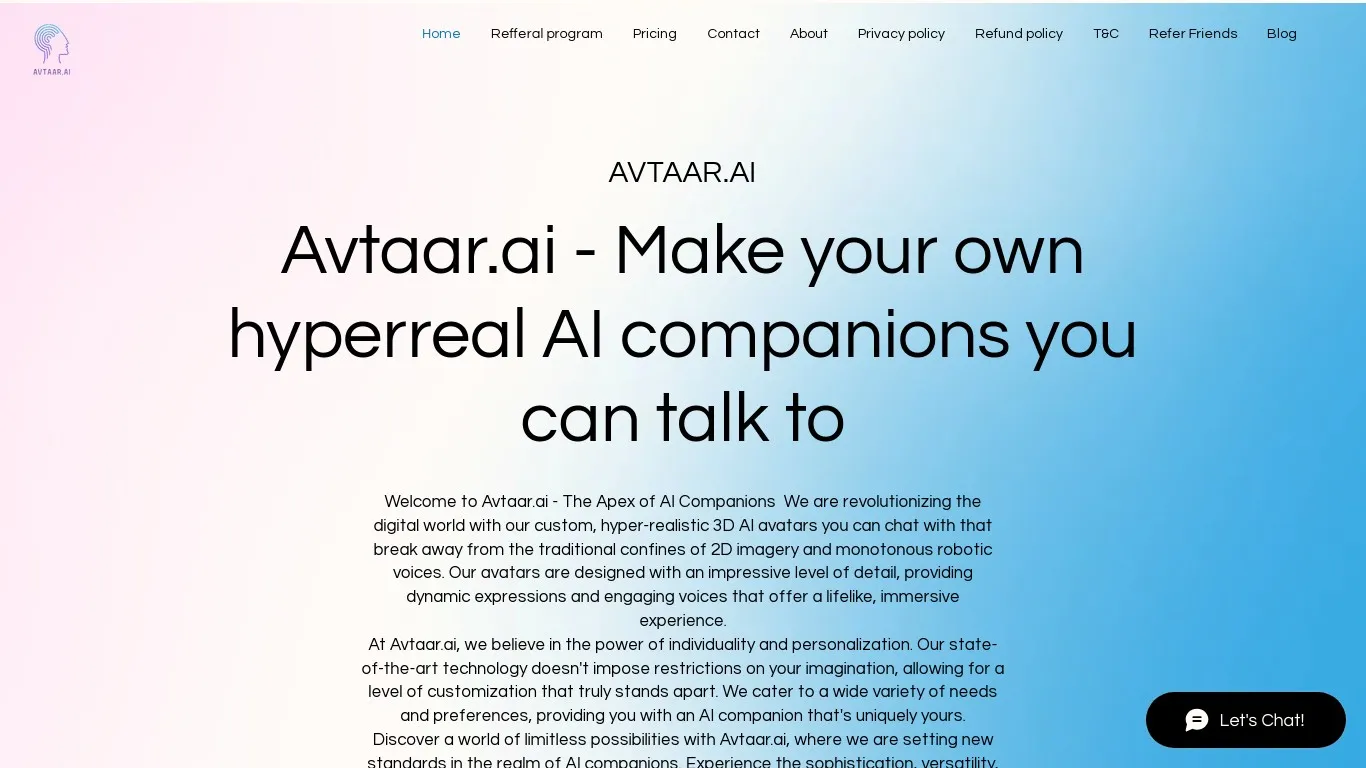 AVTAAR.AI
Home Refferal program Pricing Contact About Privacy policy Refund policy T&C Refer Friends Blog
AVTAAR.AI
Avtaar.ai - Make your own
hyperreal AI companions you
can talk to
Welcome to Avtaar.ai - The Apex of AI Companions  We are revolutionizing the
digital world with our custom, hyper-realistic 3D AI avatars you can chat with that
break away from the traditional confines of 2D imagery and monotonous robotic
voices. Our avatars are designed with an impressive level of detail, providing
dynamic expressions and engaging voices that offer a lifelike, immersive
experience.
At Avtaar.ai, we believe in the power of individuality and personalization. Our state-
of-the-art technology doesn't impose restrictions on your imagination, allowing for a
level of customization that truly stands apart. We cater to a wide variety of needs
and preferences, providing you with an AI companion that's uniquely yours.
Discover a world of limitless possibilities with Avtaar.ai, where we are setting new
standards in the realm of AI companions. Experience the sophistication, versatility,
Let's Chat!